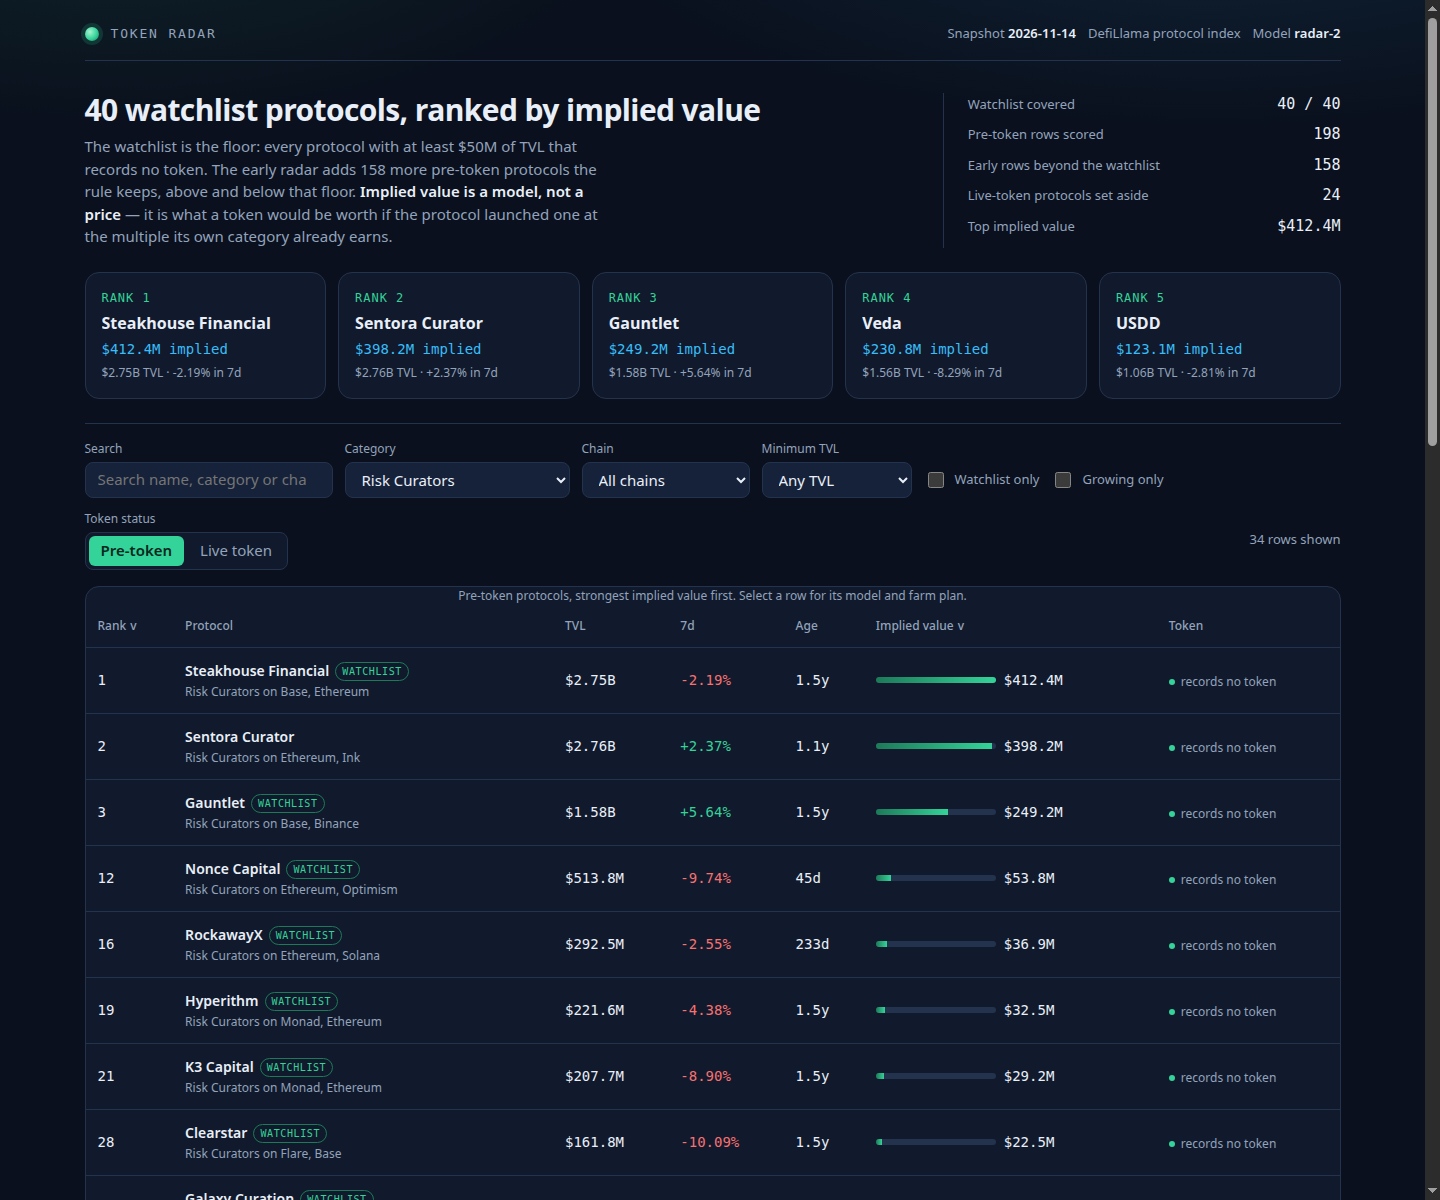 TOKEN RADAR
Snapshot 2026-11-14 DefiLlama protocol index Model radar-2
40 watchlist protocols, ranked by implied value
The watchlist is the floor: every protocol with at least $50M of TVL that
records no token. The early radar adds 158 more pre-token protocols the
rule keeps, above and below that floor. Implied value is a model, not a
price — it is what a token would be worth if the protocol launched one at
the multiple its own category already earns.
Watchlist covered 40 / 40
Pre-token rows scored 198
Early rows beyond the watchlist 158
Live-token protocols set aside 24
Top implied value $412.4M
RANK 1
Steakhouse Financial
$412.4M implied
$2.75B TVL · -2.19% in 7d
RANK 2
Sentora Curator
$398.2M implied
$2.76B TVL · +2.37% in 7d
RANK 3
Gauntlet
$249.2M implied
$1.58B TVL · +5.64% in 7d
RANK 4
Veda
$230.8M implied
$1.56B TVL · -8.29% in 7d
RANK 5
USDD
$123.1M implied
$1.06B TVL · -2.81% in 7d
Search Category Chain Minimum TVL
Search name, category or cha Risk Curators All chains Any TVL Watchlist only Growing only
Token status
Pre-token Live token
34 rows shown
Pre-token protocols, strongest implied value first. Select a row for its model and farm plan.
Rank v Protocol TVL 7d Age Implied value v Token
1 Steakhouse Financial WATCHLIST $2.75B -2.19% 1.5y $412.4M records no token
Risk Curators on Base, Ethereum
2 Sentora Curator $2.76B +2.37% 1.1y $398.2M records no token
Risk Curators on Ethereum, Ink
3 Gauntlet WATCHLIST $1.58B +5.64% 1.5y $249.2M records no token
Risk Curators on Base, Binance
12 Nonce Capital WATCHLIST $513.8M -9.74% 45d $53.8M records no token
Risk Curators on Ethereum, Optimism
16 RockawayX WATCHLIST $292.5M -2.55% 233d $36.9M records no token
Risk Curators on Ethereum, Solana
19 Hyperithm WATCHLIST $221.6M -4.38% 1.5y $32.5M records no token
Risk Curators on Monad, Ethereum
21 K3 Capital WATCHLIST $207.7M -8.90% 1.5y $29.2M records no token
Risk Curators on Monad, Ethereum
28 Clearstar WATCHLIST $161.8M -10.09% 1.5y $22.5M records no token
Risk Curators on Flare, Base
Galaxy Curation WATCHLIST